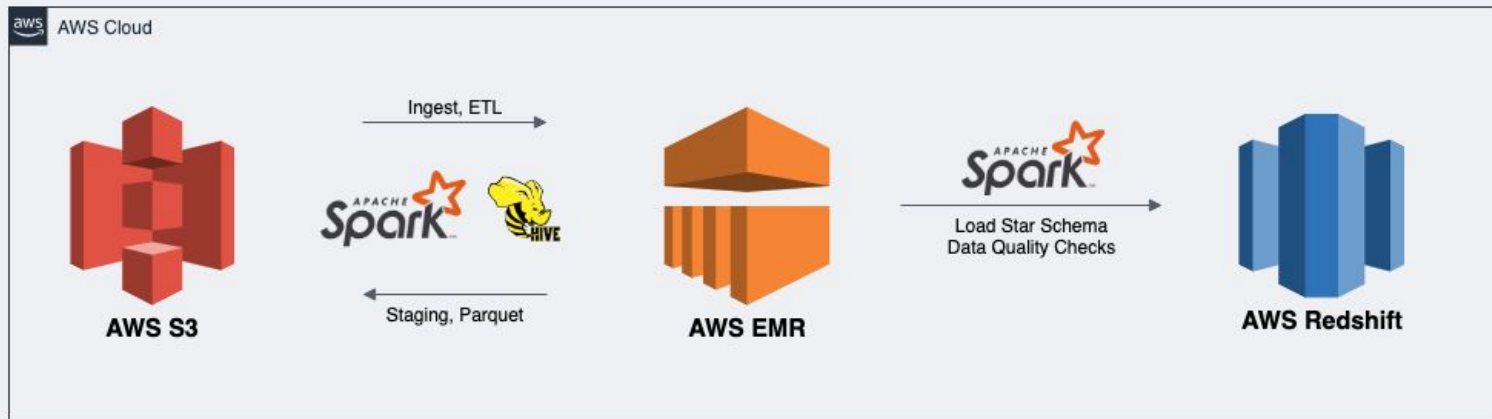 aws
AWS Cloud
Ingest, ETL
APACHE
Spark
HIVE
Staging, Parquet
AWS S3
AWS EMR
APACHE
Spark
Load Star Schema
Data Quality Checks
AWS Redshift